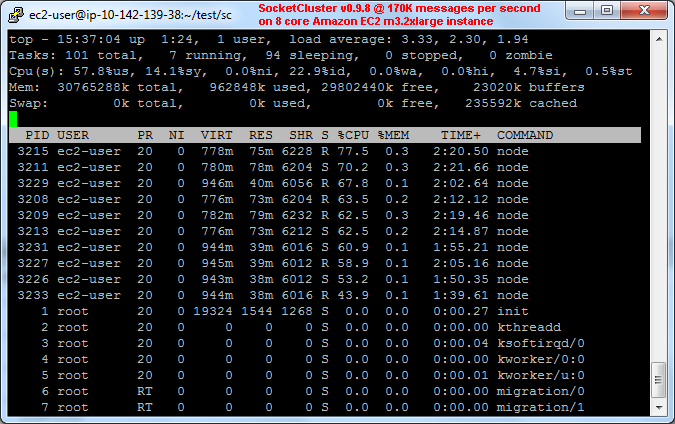 ec2-user@ip-10-142-139-38:~/test/sc
SocketCluster v0.9.8 @ 170K messages per second
on 8 core Amazon EC2 m3.2xlarge instance
top - 15:37:04 up  1:24,  1 user,  load average: 3.33, 2.30, 1.94
Tasks: 101 total,   7 running,  94 sleeping,   0 stopped,   0 zombie
Cpu(s): 57.8%us, 14.1%sy,  0.0%ni, 22.9%id,  0.0%wa,  0.0%hi,  4.7%si,  0.5%st
Mem:  30765288k total,   962848k used, 29802440k free,    23020k buffers
Swap:        0k total,        0k used,        0k free,   235592k cached
PID USER      PR  NI  VIRT  RES  SHR S %CPU %MEM    TIME+  COMMAND
3215 ec2-user  20   0  778m  75m 6228 R 77.5  0.3   2:20.50 node
3211 ec2-user  20   0  780m  78m 6204 S 70.2  0.3   2:21.66 node
3229 ec2-user  20   0  946m  40m 6056 R 67.8  0.1   2:02.64 node
3208 ec2-user  20   0  776m  73m 6204 R 63.5  0.2   2:12.12 node
3209 ec2-user  20   0  782m  79m 6232 R 62.5  0.3   2:19.46 node
3213 ec2-user  20   0  776m  73m 6212 S 62.5  0.2   2:14.87 node
3231 ec2-user  20   0  944m  39m 6016 S 60.9  0.1   1:55.21 node
3227 ec2-user  20   0  945m  39m 6012 R 58.9  0.1   2:05.16 node
3226 ec2-user  20   0  943m  38m 6012 S 53.2  0.1   1:50.35 node
3233 ec2-user  20   0  944m  38m 6016 R 43.9  0.1   1:39.61 node
1 root      20   0 19324 1544 1268 S  0.0  0.0   0:00.27 init
2 root      20   0     0    0    0 S  0.0  0.0   0:00.00 kthreadd
3 root      20   0     0    0    0 S  0.0  0.0   0:00.04 ksoftirqd/0
4 root      20   0     0    0    0 S  0.0  0.0   0:00.00 kworker/0:0
5 root      20   0     0    0    0 S  0.0  0.0   0:00.01 kworker/u:0
6 root      RT   0     0    0    0 S  0.0  0.0   0:00.00 migration/0
7 root      RT   0     0    0    0 S  0.0  0.0   0:00.00 migration/1